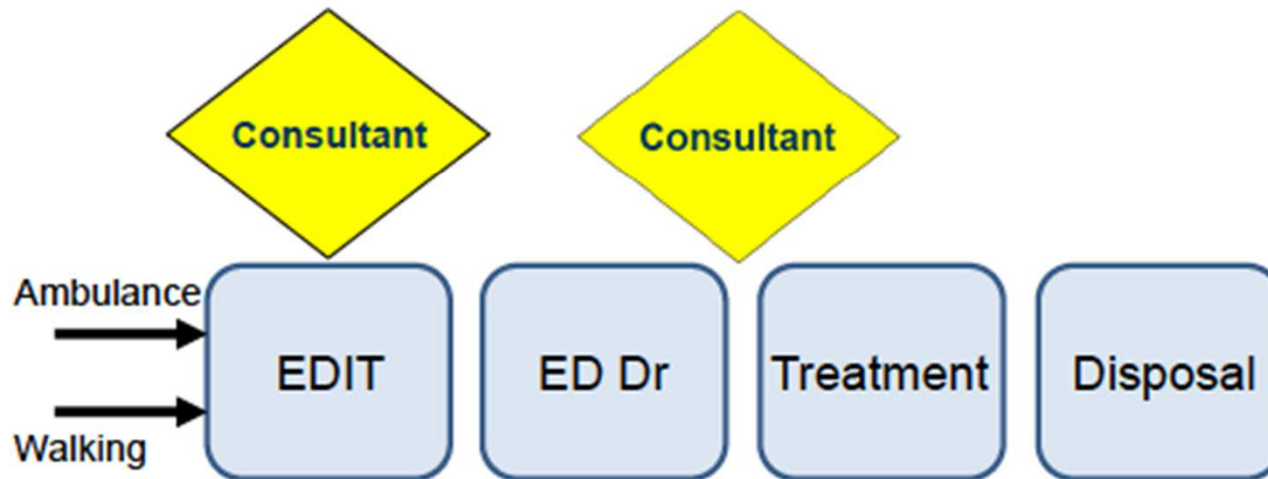 Consultant
Consultant
Ambulance
Walking
EDIT
ED Dr
Treatment
Disposal